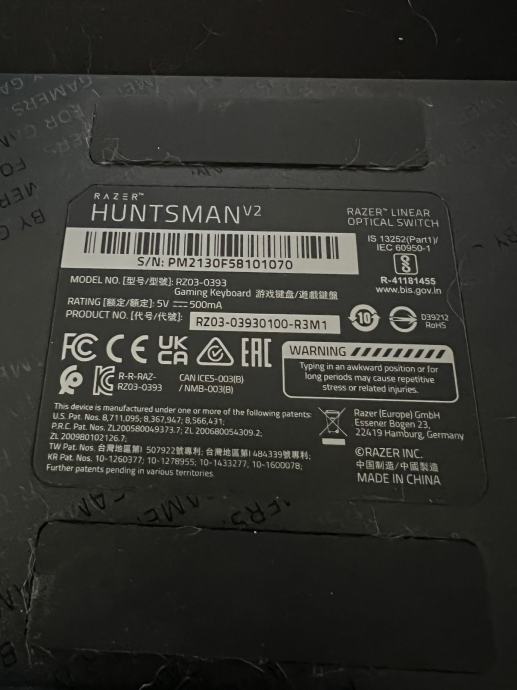 RAZER™
HUNTSMAN V2
RAZER™ LINEAR
OPTICAL SWITCH
S/N: PM2130F58101070
IS 13252(Part1)/
IEC 60950-1
R-41181455
www.bis.gov.in
MODEL NO. [型号/型號]: RZ03-0393
Gaming Keyboard 游戏键盘/遊戲鍵盤
RATING [额定/額定]: 5V ⎓ 500mA
PRODUCT NO. [代号/代號]: RZ03-03930100-R3M1
10
D39212
RoHS
FC CE UK CA EAC
WARNING
Typing in an awkward position or for
long periods may cause repetitive
stress or related injuries.
R-R-RAZ-
RZ03-0393
CAN ICES-003(B)
/ NMB-003(B)
This device is manufactured under one or more of the following patents:
U.S. Pat. Nos. 8,711,095; 8,367,947; 8,566,431;
P.R.C. Pat. Nos. ZL200580049373.7; ZL 200680054309.2;
ZL 200980102126.7;
TW Pat. Nos. 台灣地區第I 507922號專利; 台灣地區第I 484339號專利;
KR Pat. Nos. 10-1260377; 10-1278955; 10-1433277; 10-1600078;
Further patents pending in various territories.
Razer (Europe) GmbH
Essener Bogen 23,
22419 Hamburg, Germany
©RAZER INC.
中国制造/中國製造
MADE IN CHINA